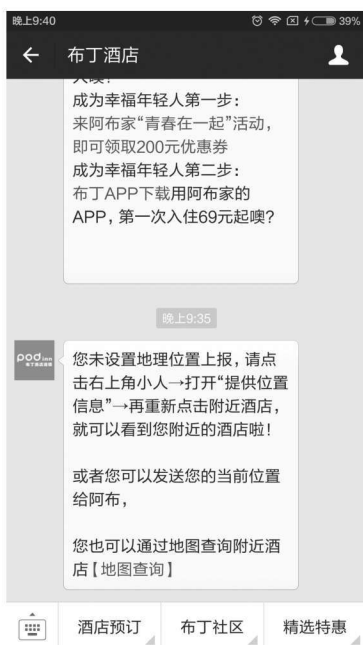 晚上9:40
39%
布丁酒店
成为幸福年轻人第一步：
来阿布家“青春在一起”活动，
即可领取200元优惠券
成为幸福年轻人第二步：
布丁APP下载用阿布家的
APP，第一次入住69元起噢?
晚上9:35
pod inn
布丁酒店连锁
您未设置地理位置上报，请点
击右上角小人→打开“提供位置
信息”→再重新点击附近酒店，
就可以看到您附近的酒店啦！
或者您可以发送您的当前位置
给阿布，
您也可以通过地图查询附近酒
店【地图查询】
酒店预订
布丁社区
精选特惠